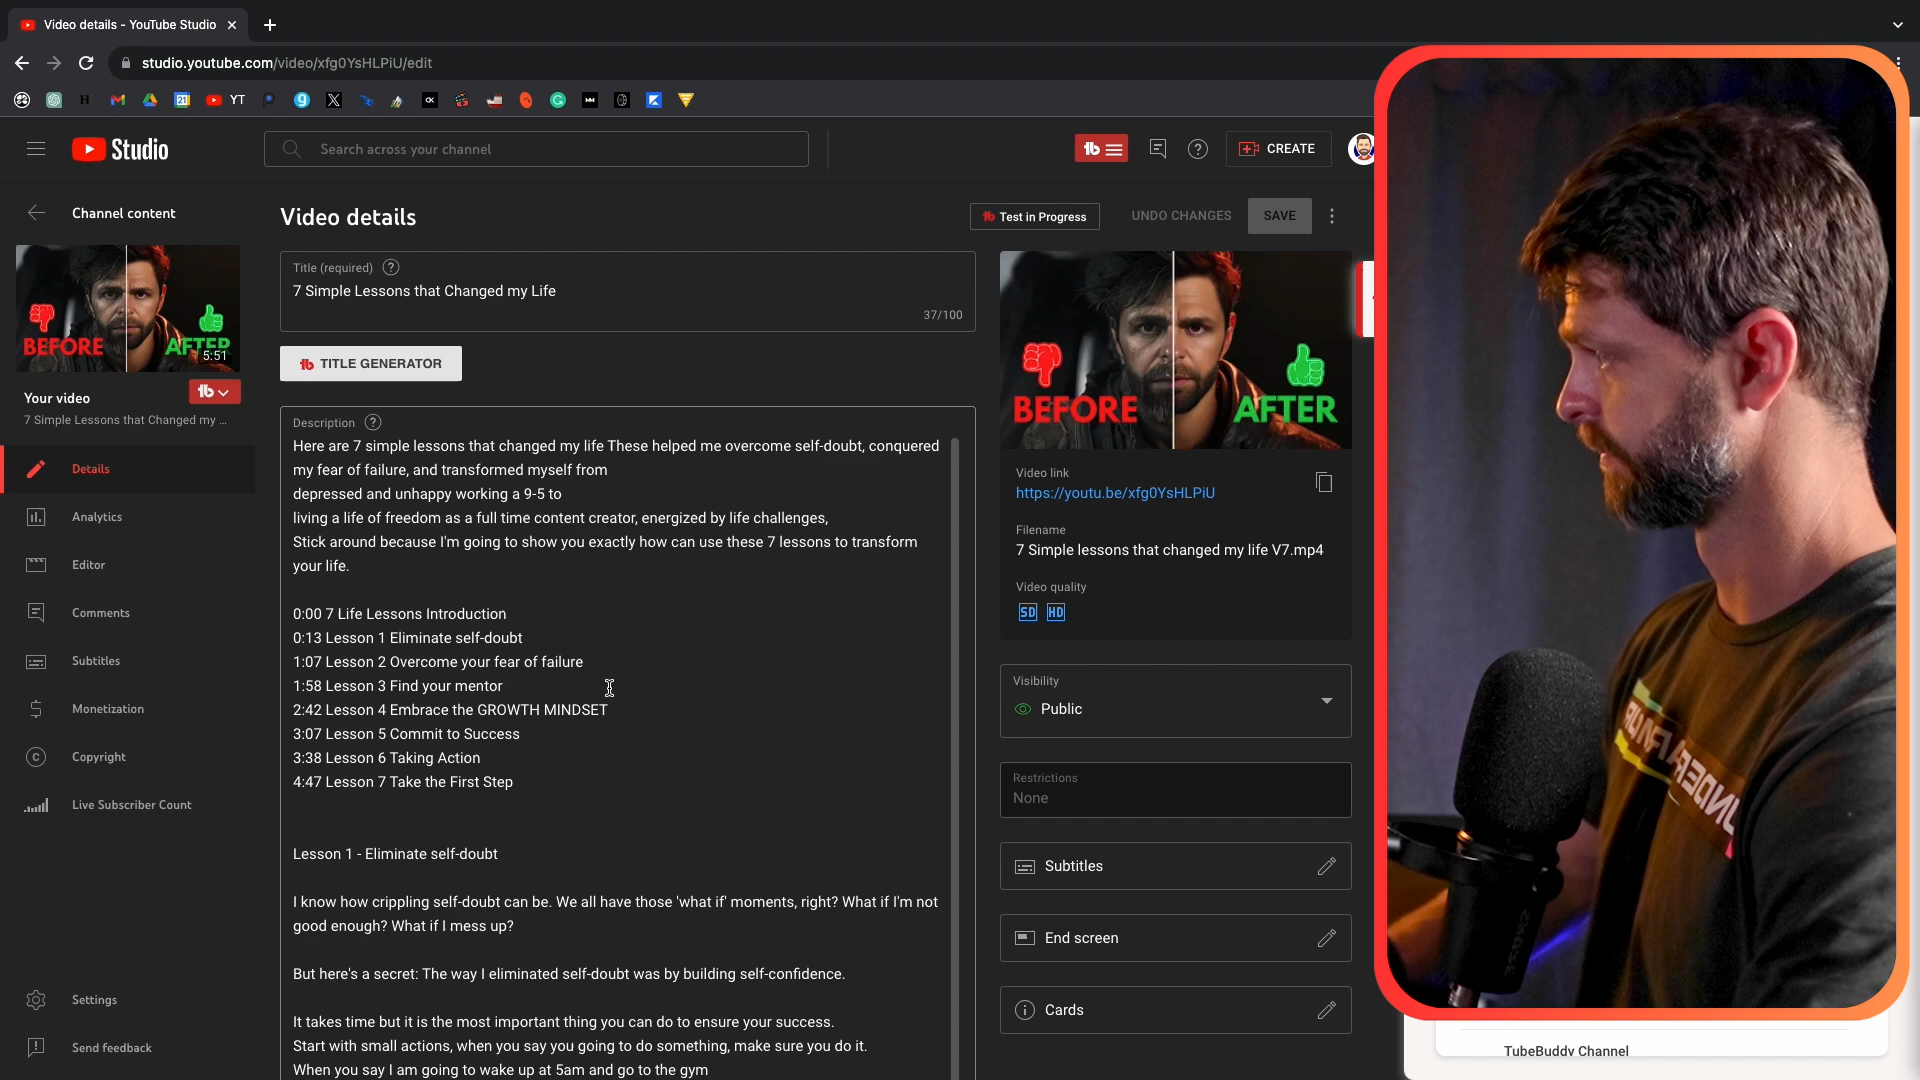 Video details - YouTube Studio
studio.youtube.com/video/xfg0YsHLPiU/edit
YT
Studio
Search across your channel
CREATE
Channel content
Video details
Test in Progress
UNDO CHANGES
SAVE
Title (required)
7 Simple Lessons that Changed my Life
37/100
TITLE GENERATOR
BEFORE
AFTER
5:51
Your video
7 Simple Lessons that Changed my ...
Details
Analytics
Editor
Comments
Subtitles
Monetization
Copyright
Live Subscriber Count
Settings
Send feedback
Description
Here are 7 simple lessons that changed my life These helped me overcome self-doubt, conquered
my fear of failure, and transformed myself from
depressed and unhappy working a 9-5 to
living a life of freedom as a full time content creator, energized by life challenges,
Stick around because I'm going to show you exactly how can use these 7 lessons to transform
your life.
0:00 7 Life Lessons Introduction
0:13 Lesson 1 Eliminate self-doubt
1:07 Lesson 2 Overcome your fear of failure
1:58 Lesson 3 Find your mentor
2:42 Lesson 4 Embrace the GROWTH MINDSET
3:07 Lesson 5 Commit to Success
3:38 Lesson 6 Taking Action
4:47 Lesson 7 Take the First Step
Lesson 1 - Eliminate self-doubt
I know how crippling self-doubt can be. We all have those 'what if' moments, right? What if I'm not
good enough? What if I mess up?
But here's a secret: The way I eliminated self-doubt was by building self-confidence.
It takes time but it is the most important thing you can do to ensure your success.
Start with small actions, when you say you going to do something, make sure you do it.
When you say I am going to wake up at 5am and go to the gym
BEFORE
AFTER
Video link
https://youtu.be/xfg0YsHLPiU
Filename
7 Simple lessons that changed my life V7.mp4
Video quality
SD HD
Visibility
Public
Restrictions
None
Subtitles
End screen
Cards
TubeBuddy Channel